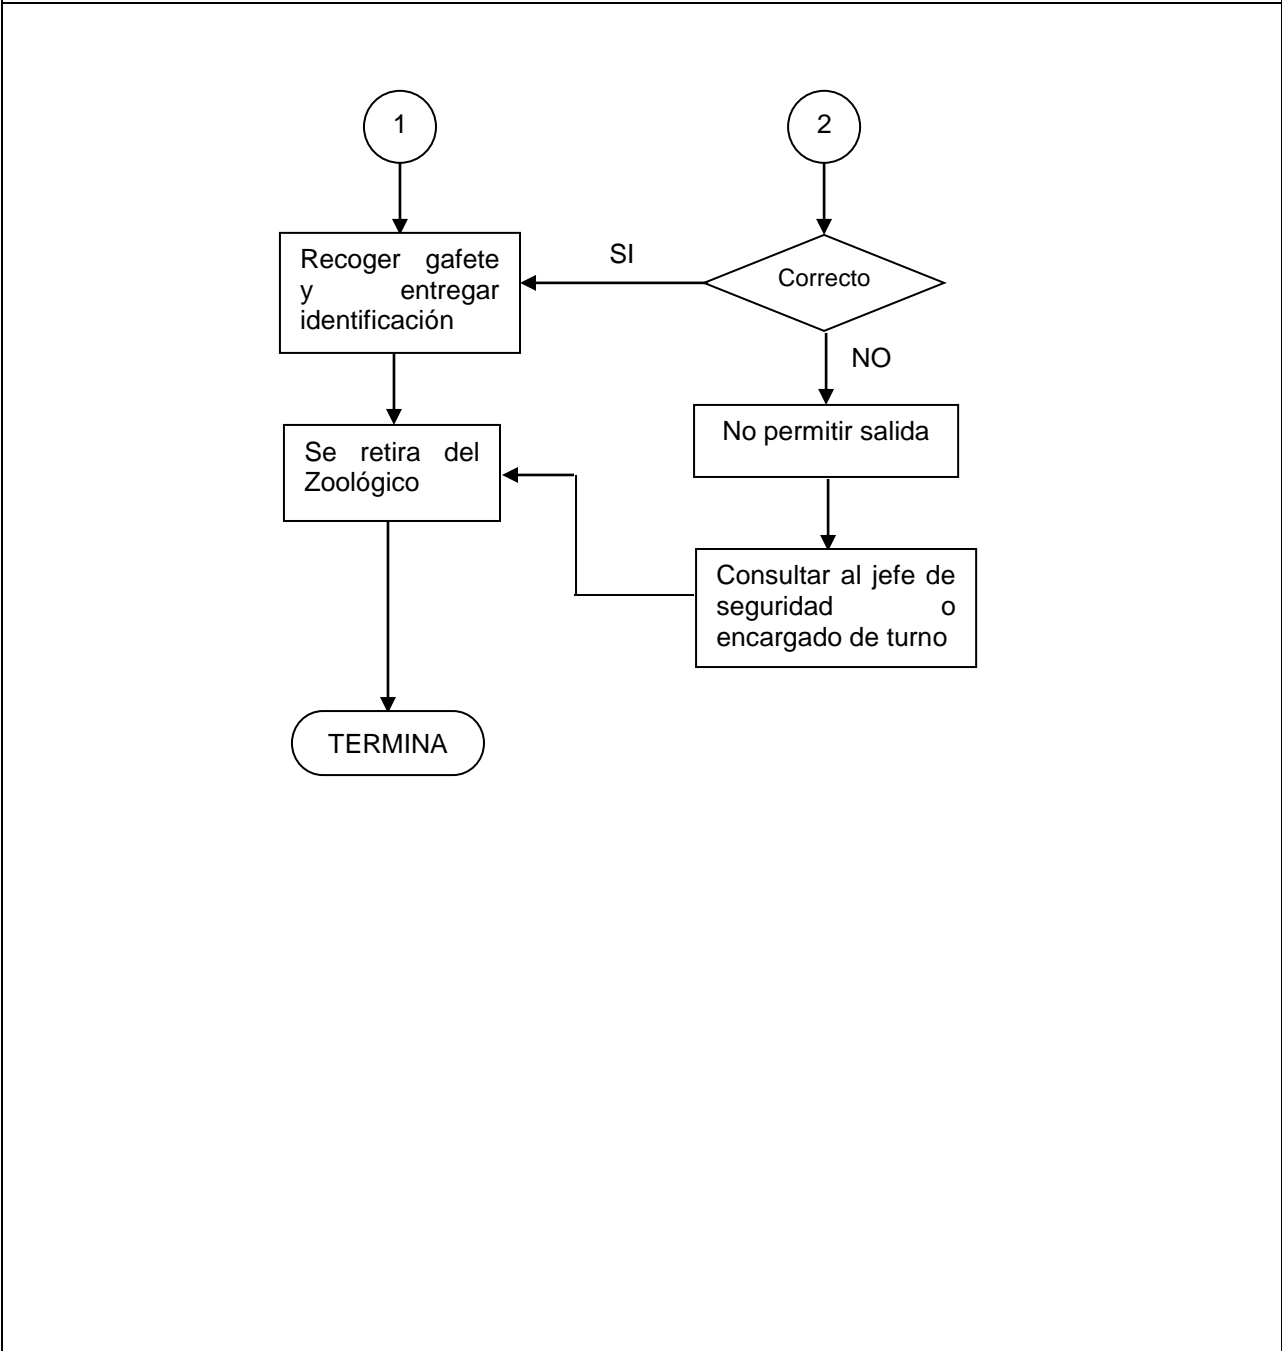 1
2
SI
Recoger gafete
y entregar
identificación
Correcto
NO
No permitir salida
Se retira del
Zoológico
Consultar al jefe de
seguridad o
encargado de turno
TERMINA